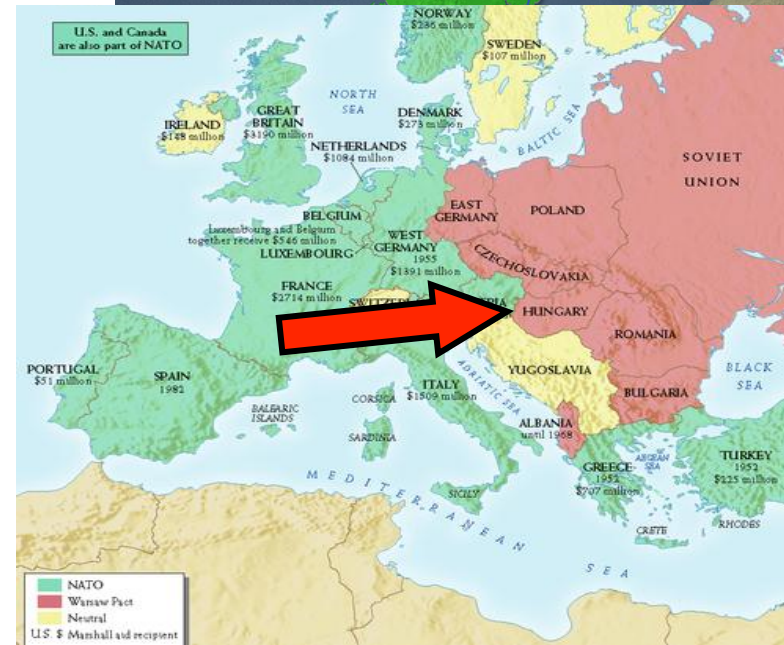 U.S. and Canada
are also part of NATO
NORWAY
$236 million
SWEDEN
$107 million
NORTH
SEA
IRELAND
$148 million
GREAT
BRITAIN
$3190 million
DENMARK
$273 million
BALTIC SEA
NETHERLANDS
$1084 million
SOVIET
UNION
BELGIUM
Luxembourg and Belgium
together receive $546 million
LUXEMBOURG
EAST
GERMANY
POLAND
WEST
GERMANY
1955
$1391 million
CZECHOSLOVAKIA
FRANCE
$2714 million
HUNGARY
ROMANIA
PORTUGAL
$51 million
SPAIN
1982
YUGOSLAVIA
BLACK
SEA
ADRIATIC SEA
ITALY
$1509 million
BULGARIA
CORSICA
BALEARIC
ISLANDS
ALBANIA
until 1968
SARDINIA
GREECE
1952
$707 million
AEGEAN
SEA
TURKEY
1952
$225 million
MEDITERRANEAN SEA
SICILY
CRETE
RHODES
NATO
Warsaw Pact
Neutral
U.S. $ Marshall aid recipient